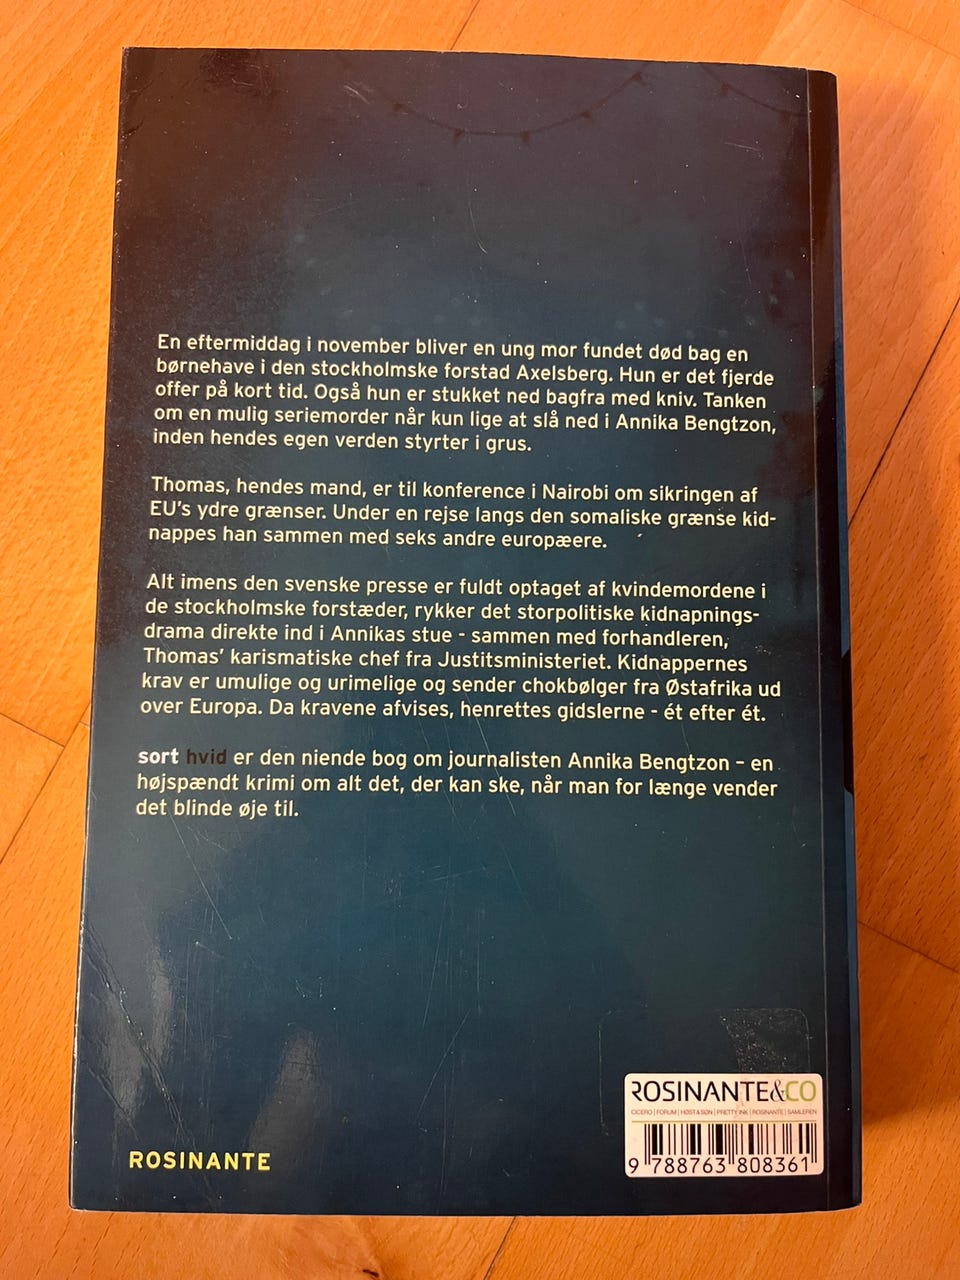 En eftermiddag i november bliver en ung mor fundet død bag en
børnehave i den stockholmske forstad Axelsberg. Hun er det fjerde
offer på kort tid. Også hun er stukket ned bagfra med kniv. Tanken
om en mulig seriemorder når kun lige at slå ned i Annika Bengtzon,
inden hendes egen verden styrter i grus.
Thomas, hendes mand, er til konference i Nairobi om sikringen af
EU's ydre grænser. Under en rejse langs den somaliske grænse kid-
nappes han sammen med seks andre europæere.
Alt imens den svenske presse er fuldt optaget af kvindemordene i
de stockholmske forstæder, rykker det storpolitiske kidnapnings-
drama direkte ind i Annikas stue - sammen med forhandleren,
Thomas' karismatiske chef fra Justitsministeriet. Kidnappernes
krav er umulige og urimelige og sender chokbølger fra Østafrika ud
over Europa. Da kravene afvises, henrettes gidslerne - ét efter ét.
sort hvid er den niende bog om journalisten Annika Bengtzon – en
højspændt krimi om alt det, der kan ske, når man for længe vender
det blinde øje til.
ROSINANTE&CO
CICERO | FORUM | HØST & SØN | PRETTY INK | ROSINANTE | SAMLEREN
9 788763 808361
ROSINANTE